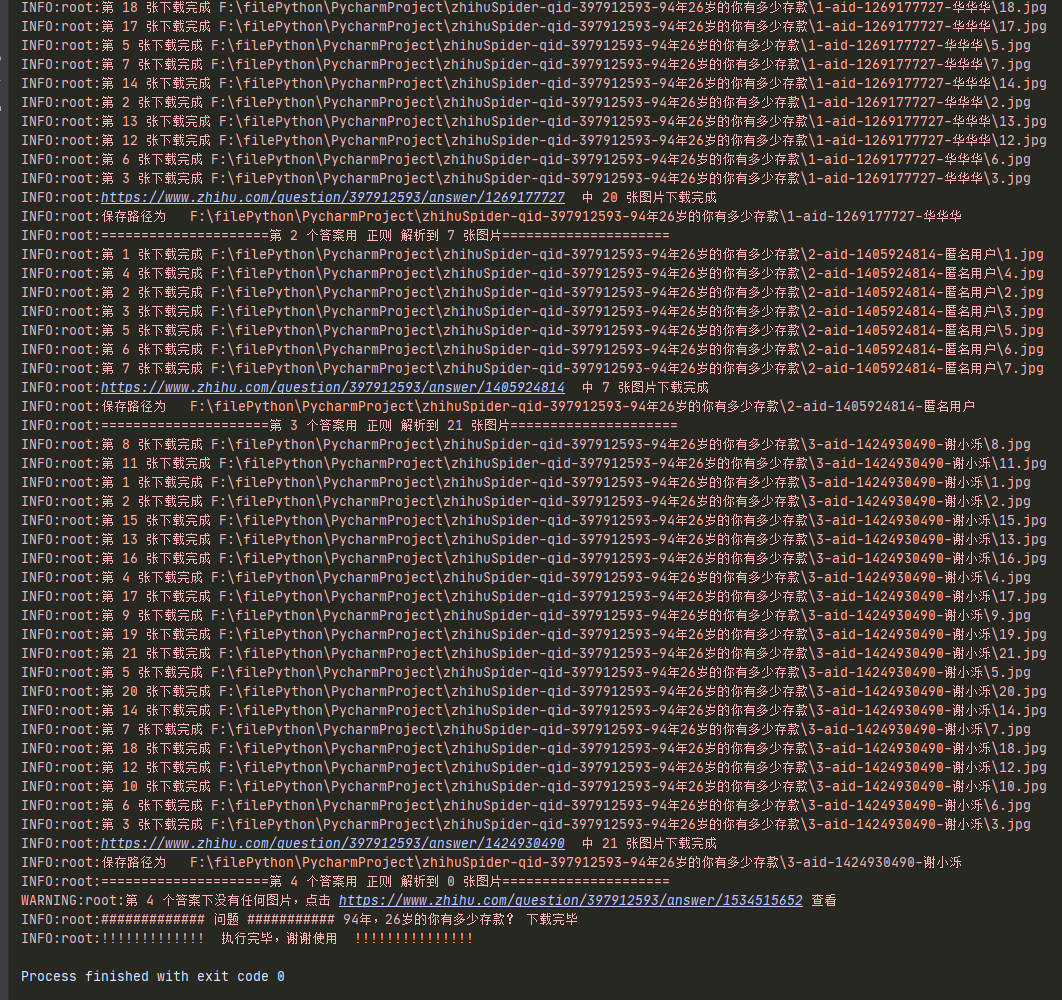 INFO:root:第 18 张下载完成 F:\filePython\PycharmProject\zhihuSpider-qid-397912593-94年26岁的你有多少存款\1-aid-1269177727-华华华\18.jpg
INFO:root:第 17 张下载完成 F:\filePython\PycharmProject\zhihuSpider-qid-397912593-94年26岁的你有多少存款\1-aid-1269177727-华华华\17.jpg
INFO:root:第 5 张下载完成 F:\filePython\PycharmProject\zhihuSpider-qid-397912593-94年26岁的你有多少存款\1-aid-1269177727-华华华\5.jpg
INFO:root:第 7 张下载完成 F:\filePython\PycharmProject\zhihuSpider-qid-397912593-94年26岁的你有多少存款\1-aid-1269177727-华华华\7.jpg
INFO:root:第 14 张下载完成 F:\filePython\PycharmProject\zhihuSpider-qid-397912593-94年26岁的你有多少存款\1-aid-1269177727-华华华\14.jpg
INFO:root:第 2 张下载完成 F:\filePython\PycharmProject\zhihuSpider-qid-397912593-94年26岁的你有多少存款\1-aid-1269177727-华华华\2.jpg
INFO:root:第 13 张下载完成 F:\filePython\PycharmProject\zhihuSpider-qid-397912593-94年26岁的你有多少存款\1-aid-1269177727-华华华\13.jpg
INFO:root:第 12 张下载完成 F:\filePython\PycharmProject\zhihuSpider-qid-397912593-94年26岁的你有多少存款\1-aid-1269177727-华华华\12.jpg
INFO:root:第 6 张下载完成 F:\filePython\PycharmProject\zhihuSpider-qid-397912593-94年26岁的你有多少存款\1-aid-1269177727-华华华\6.jpg
INFO:root:第 3 张下载完成 F:\filePython\PycharmProject\zhihuSpider-qid-397912593-94年26岁的你有多少存款\1-aid-1269177727-华华华\3.jpg
INFO:root:https://www.zhihu.com/question/397912593/answer/1269177727  中 20 张图片下载完成
INFO:root:保存路径为   F:\filePython\PycharmProject\zhihuSpider-qid-397912593-94年26岁的你有多少存款\1-aid-1269177727-华华华
INFO:root:====================第 2 个答案用 正则 解析到 7 张图片====================
INFO:root:第 1 张下载完成 F:\filePython\PycharmProject\zhihuSpider-qid-397912593-94年26岁的你有多少存款\2-aid-1405924814-匿名用户\1.jpg
INFO:root:第 4 张下载完成 F:\filePython\PycharmProject\zhihuSpider-qid-397912593-94年26岁的你有多少存款\2-aid-1405924814-匿名用户\4.jpg
INFO:root:第 2 张下载完成 F:\filePython\PycharmProject\zhihuSpider-qid-397912593-94年26岁的你有多少存款\2-aid-1405924814-匿名用户\2.jpg
INFO:root:第 3 张下载完成 F:\filePython\PycharmProject\zhihuSpider-qid-397912593-94年26岁的你有多少存款\2-aid-1405924814-匿名用户\3.jpg
INFO:root:第 5 张下载完成 F:\filePython\PycharmProject\zhihuSpider-qid-397912593-94年26岁的你有多少存款\2-aid-1405924814-匿名用户\5.jpg
INFO:root:第 6 张下载完成 F:\filePython\PycharmProject\zhihuSpider-qid-397912593-94年26岁的你有多少存款\2-aid-1405924814-匿名用户\6.jpg
INFO:root:第 7 张下载完成 F:\filePython\PycharmProject\zhihuSpider-qid-397912593-94年26岁的你有多少存款\2-aid-1405924814-匿名用户\7.jpg
INFO:root:https://www.zhihu.com/question/397912593/answer/1405924814  中 7 张图片下载完成
INFO:root:保存路径为   F:\filePython\PycharmProject\zhihuSpider-qid-397912593-94年26岁的你有多少存款\2-aid-1405924814-匿名用户
INFO:root:====================第 3 个答案用 正则 解析到 21 张图片====================
INFO:root:第 8 张下载完成 F:\filePython\PycharmProject\zhihuSpider-qid-397912593-94年26岁的你有多少存款\3-aid-1424930490-谢小泺\8.jpg
INFO:root:第 11 张下载完成 F:\filePython\PycharmProject\zhihuSpider-qid-397912593-94年26岁的你有多少存款\3-aid-1424930490-谢小泺\11.jpg
INFO:root:第 1 张下载完成 F:\filePython\PycharmProject\zhihuSpider-qid-397912593-94年26岁的你有多少存款\3-aid-1424930490-谢小泺\1.jpg
INFO:root:第 2 张下载完成 F:\filePython\PycharmProject\zhihuSpider-qid-397912593-94年26岁的你有多少存款\3-aid-1424930490-谢小泺\2.jpg
INFO:root:第 15 张下载完成 F:\filePython\PycharmProject\zhihuSpider-qid-397912593-94年26岁的你有多少存款\3-aid-1424930490-谢小泺\15.jpg
INFO:root:第 13 张下载完成 F:\filePython\PycharmProject\zhihuSpider-qid-397912593-94年26岁的你有多少存款\3-aid-1424930490-谢小泺\13.jpg
INFO:root:第 16 张下载完成 F:\filePython\PycharmProject\zhihuSpider-qid-397912593-94年26岁的你有多少存款\3-aid-1424930490-谢小泺\16.jpg
INFO:root:第 4 张下载完成 F:\filePython\PycharmProject\zhihuSpider-qid-397912593-94年26岁的你有多少存款\3-aid-1424930490-谢小泺\4.jpg
INFO:root:第 17 张下载完成 F:\filePython\PycharmProject\zhihuSpider-qid-397912593-94年26岁的你有多少存款\3-aid-1424930490-谢小泺\17.jpg
INFO:root:第 9 张下载完成 F:\filePython\PycharmProject\zhihuSpider-qid-397912593-94年26岁的你有多少存款\3-aid-1424930490-谢小泺\9.jpg
INFO:root:第 19 张下载完成 F:\filePython\PycharmProject\zhihuSpider-qid-397912593-94年26岁的你有多少存款\3-aid-1424930490-谢小泺\19.jpg
INFO:root:第 21 张下载完成 F:\filePython\PycharmProject\zhihuSpider-qid-397912593-94年26岁的你有多少存款\3-aid-1424930490-谢小泺\21.jpg
INFO:root:第 5 张下载完成 F:\filePython\PycharmProject\zhihuSpider-qid-397912593-94年26岁的你有多少存款\3-aid-1424930490-谢小泺\5.jpg
INFO:root:第 20 张下载完成 F:\filePython\PycharmProject\zhihuSpider-qid-397912593-94年26岁的你有多少存款\3-aid-1424930490-谢小泺\20.jpg
INFO:root:第 14 张下载完成 F:\filePython\PycharmProject\zhihuSpider-qid-397912593-94年26岁的你有多少存款\3-aid-1424930490-谢小泺\14.jpg
INFO:root:第 7 张下载完成 F:\filePython\PycharmProject\zhihuSpider-qid-397912593-94年26岁的你有多少存款\3-aid-1424930490-谢小泺\7.jpg
INFO:root:第 18 张下载完成 F:\filePython\PycharmProject\zhihuSpider-qid-397912593-94年26岁的你有多少存款\3-aid-1424930490-谢小泺\18.jpg
INFO:root:第 12 张下载完成 F:\filePython\PycharmProject\zhihuSpider-qid-397912593-94年26岁的你有多少存款\3-aid-1424930490-谢小泺\12.jpg
INFO:root:第 10 张下载完成 F:\filePython\PycharmProject\zhihuSpider-qid-397912593-94年26岁的你有多少存款\3-aid-1424930490-谢小泺\10.jpg
INFO:root:第 6 张下载完成 F:\filePython\PycharmProject\zhihuSpider-qid-397912593-94年26岁的你有多少存款\3-aid-1424930490-谢小泺\6.jpg
INFO:root:第 3 张下载完成 F:\filePython\PycharmProject\zhihuSpider-qid-397912593-94年26岁的你有多少存款\3-aid-1424930490-谢小泺\3.jpg
INFO:root:https://www.zhihu.com/question/397912593/answer/1424930490  中 21 张图片下载完成
INFO:root:保存路径为   F:\filePython\PycharmProject\zhihuSpider-qid-397912593-94年26岁的你有多少存款\3-aid-1424930490-谢小泺
INFO:root:====================第 4 个答案用 正则 解析到 0 张图片====================
WARNING:root:第 4 个答案下没有任何图片，点击 https://www.zhihu.com/question/397912593/answer/1534515652 查看
INFO:root:############# 问题 ########### 94年，26岁的你有多少存款？ 下载完毕
INFO:root:!!!!!!!!!!!!!  执行完毕，谢谢使用  !!!!!!!!!!!!!!!
Process finished with exit code 0